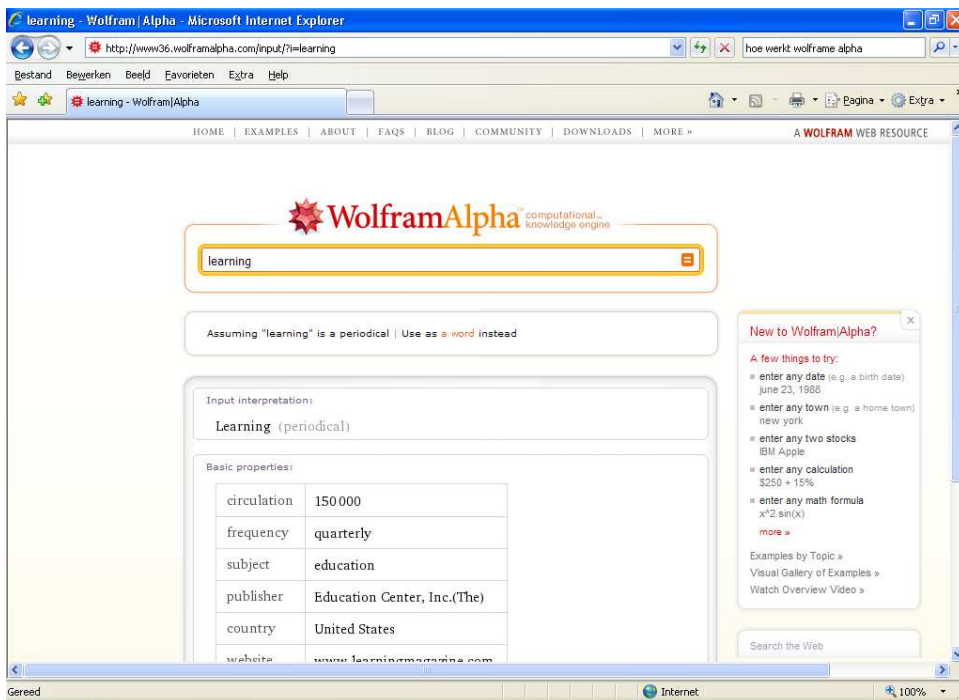 learning - Wolfram|Alpha - Microsoft Internet Explorer
http://www36.wolframalpha.com/input/?i=learning
hoe werkt wolframe alpha
Bestand Bewerken Beeld Favorieten Extra Help
learning - Wolfram|Alpha
Pagina Extra
HOME | EXAMPLES | ABOUT | FAQS | BLOG | COMMUNITY | DOWNLOADS | MORE »
A WOLFRAM WEB RESOURCE
WolframAlpha™ computational...
knowledge engine
learning
Assuming "learning" is a periodical | Use as a word instead
Input interpretation:
Learning (periodical)
Basic properties:
circulation 150000
frequency quarterly
subject education
publisher Education Center, Inc.(The)
country United States
website www.learningmagazine.com
New to Wolfram|Alpha?
A few things to try:
enter any date (e.g. a birth date)
june 23, 1988
enter any town (e.g. a home town)
new york
enter any two stocks
IBM Apple
enter any calculation
$250 + 15%
enter any math formula
x^2 sin(x)
more »
Examples by Topic »
Visual Gallery of Examples »
Watch Overview Video »
Search the Web
Gereed
Internet
100%